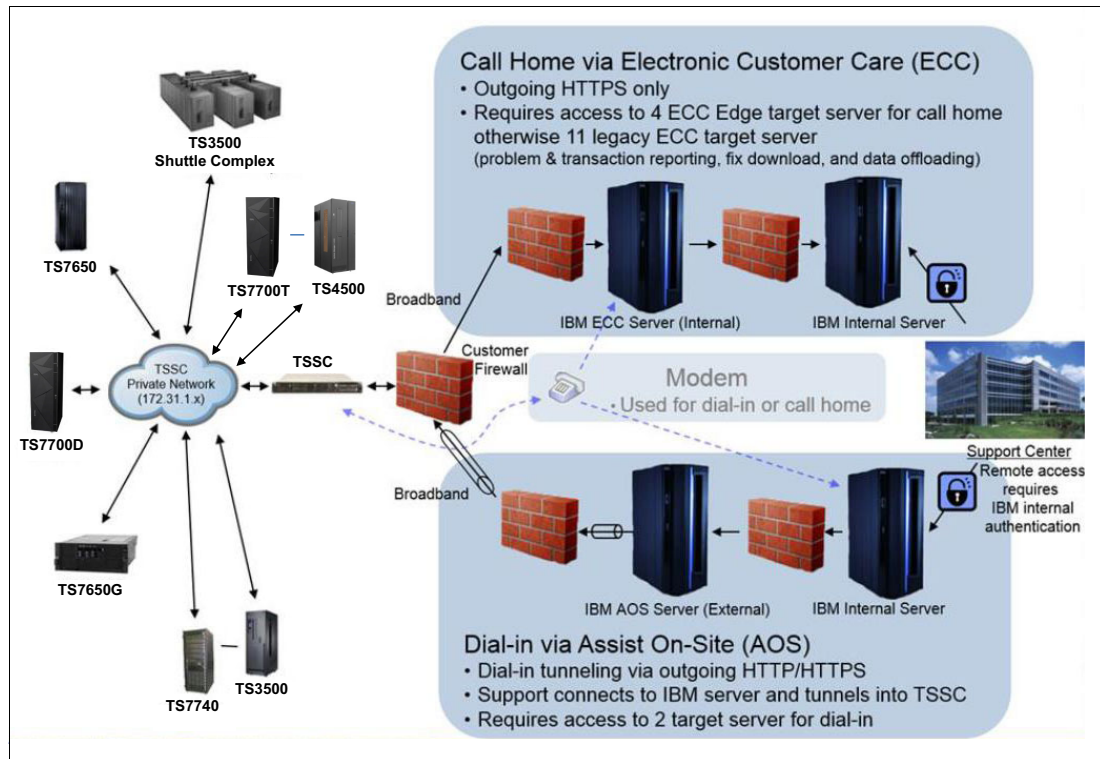 Call Home via Electronic Customer Care (ECC)
• Outgoing HTTPS only
• Requires access to 4 ECC Edge target server for call home
otherwise 11 legacy ECC target server
(problem & transaction reporting, fix download, and data offloading)
TS3500
Shuttle Complex
TS7650
TS7700T
TS4500
Broadband
IBM ECC Server (Internal)
IBM Internal Server
TSSC
Customer
Firewall
TSSC
Private Network
(172.31.1.x)
Modem
• Used for dial-in or call home
TS7700D
Support Center
Remote access
requires
IBM internal
authentication
Broadband
TS7650G
IBM AOS Server (External)
IBM Internal Server
TS7740
TS3500
Dial-in via Assist On-Site (AOS)
• Dial-in tunneling via outgoing HTTP/HTTPS
• Support connects to IBM server and tunnels into TSSC
• Requires access to 2 target server for dial-in